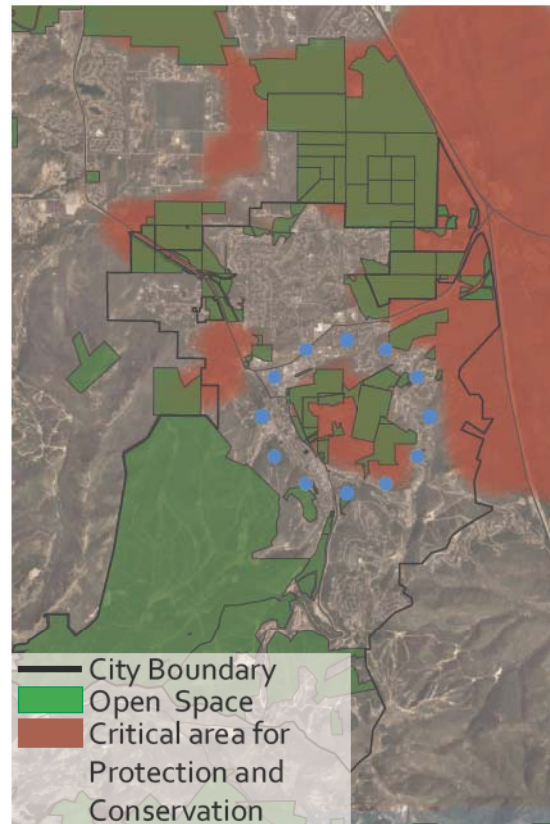 City Boundary
Open Space
Critical area for
Protection and
Conservation